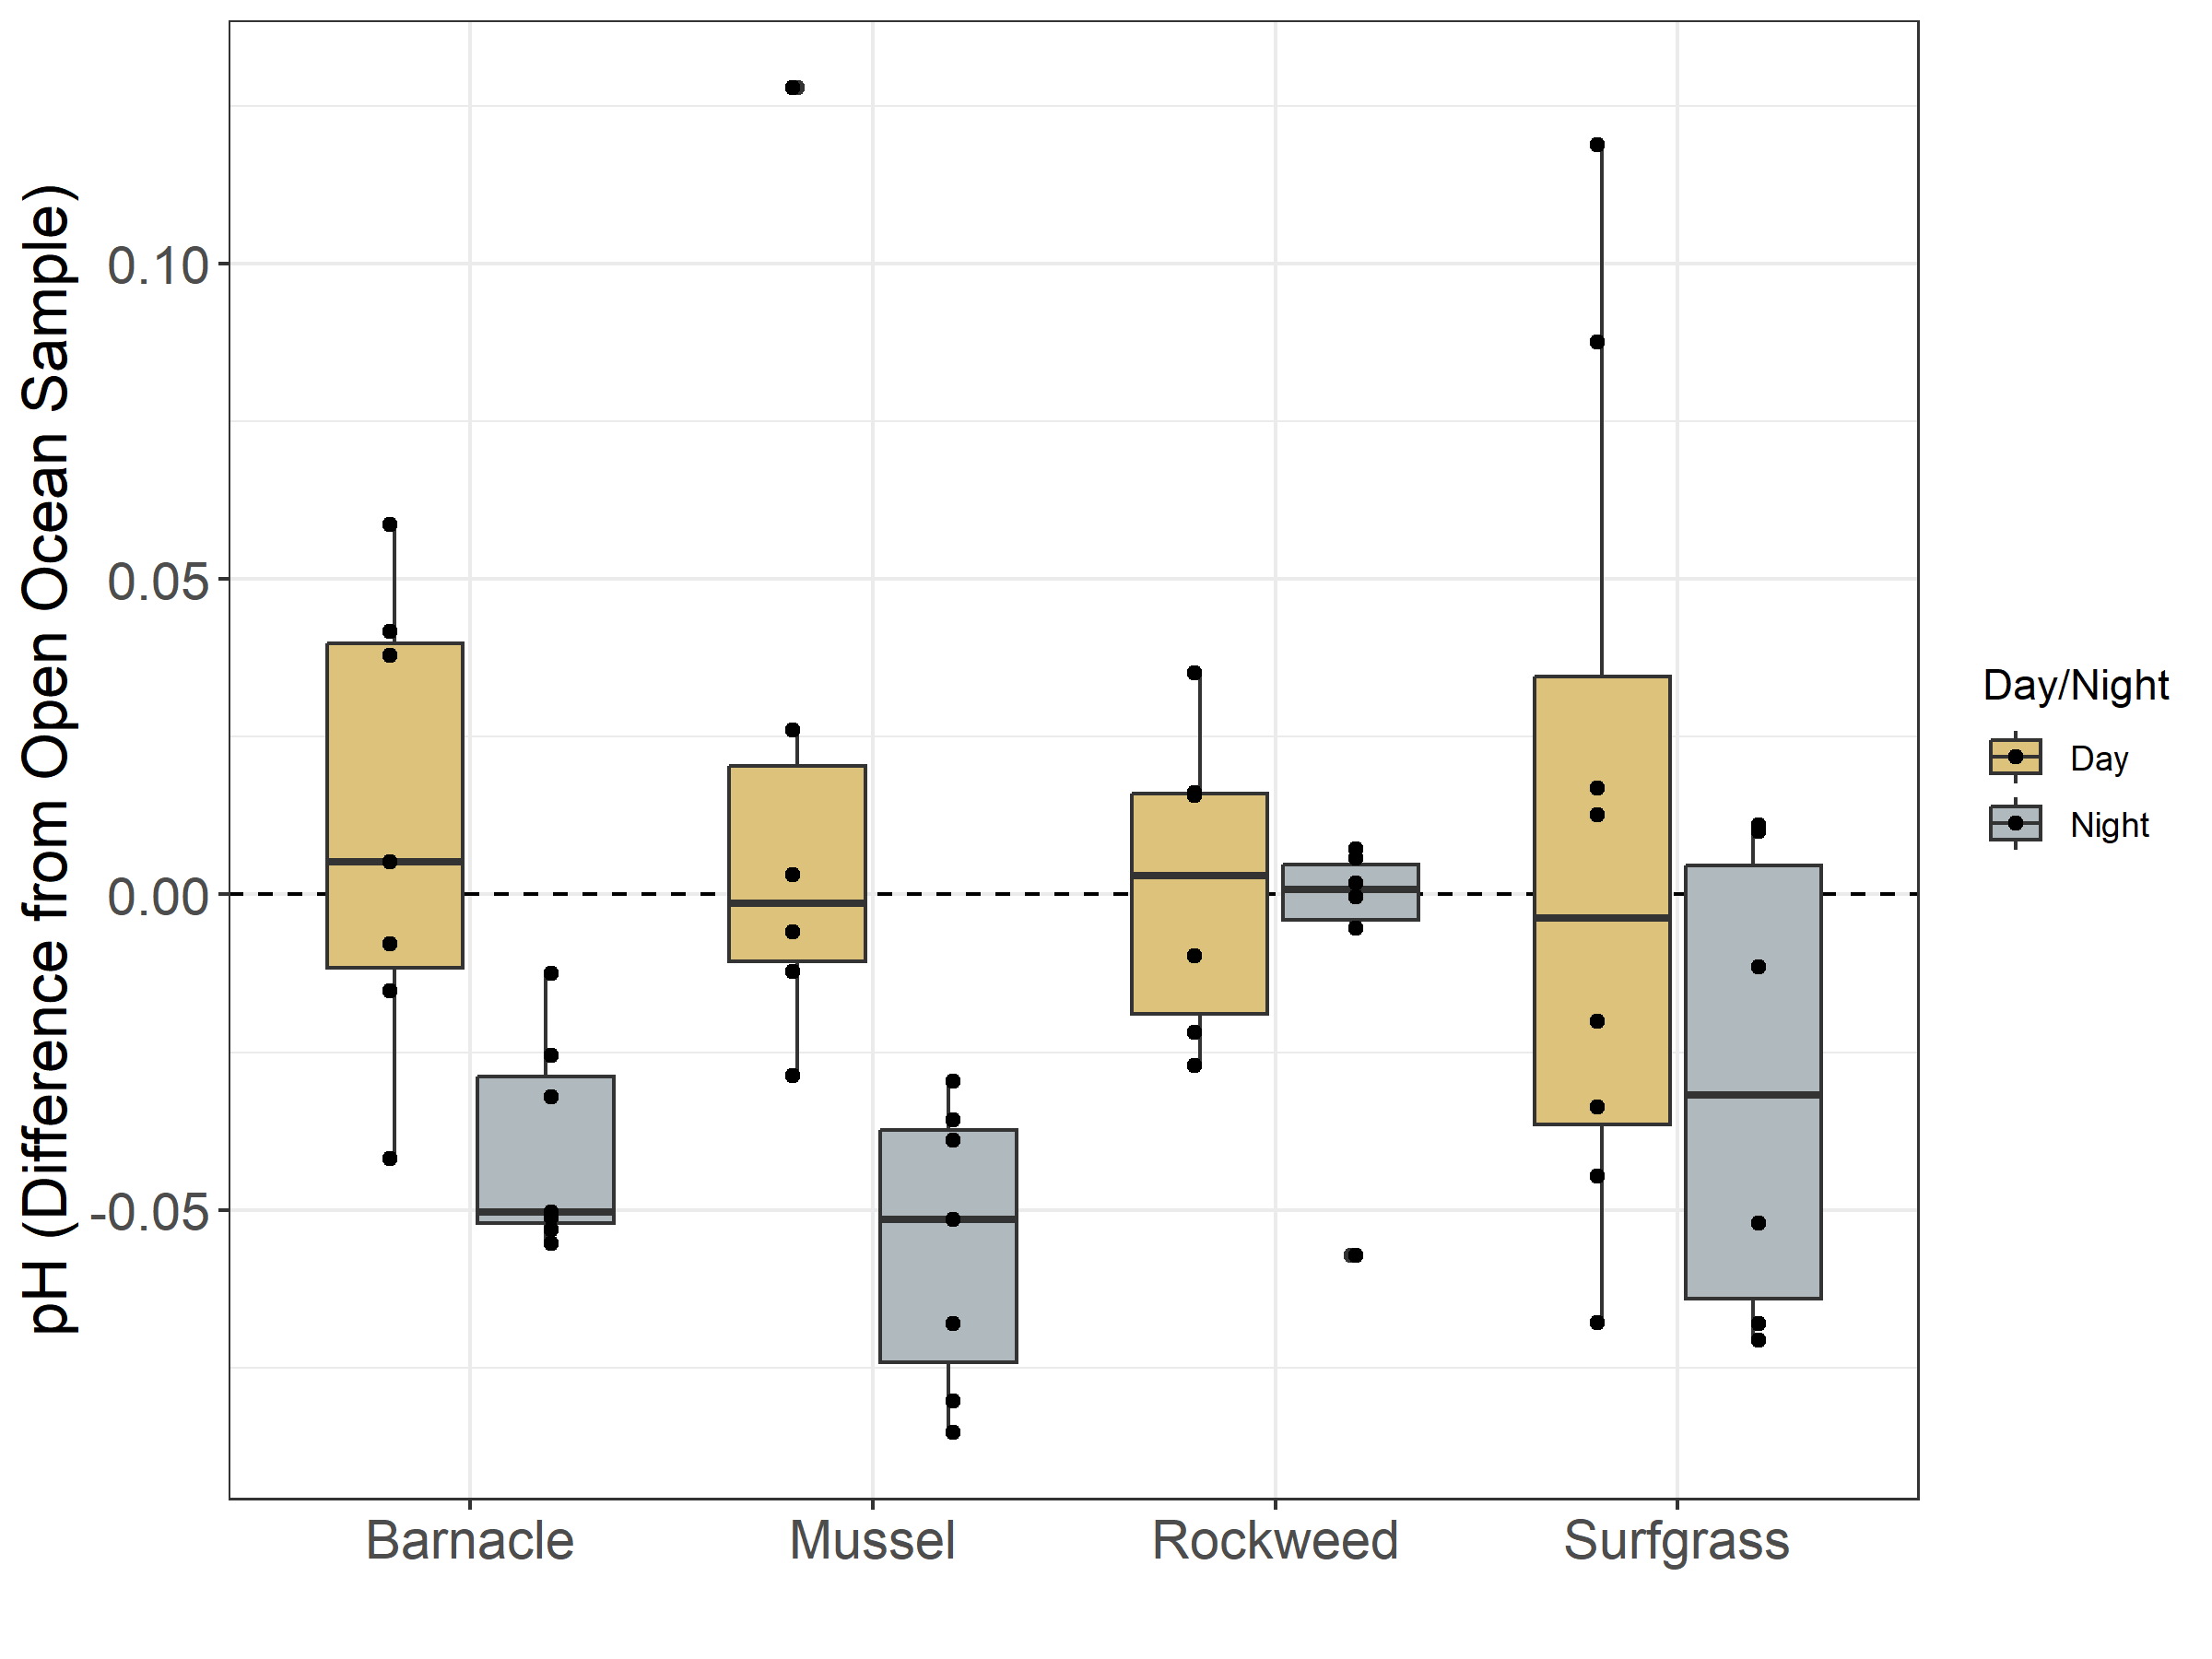 pH (Difference from Open Ocean Sample)
0.10
0.05
0.00
-0.05
Barnacle
Mussel
Rockweed
Surfgrass
Day/Night
Day
Night